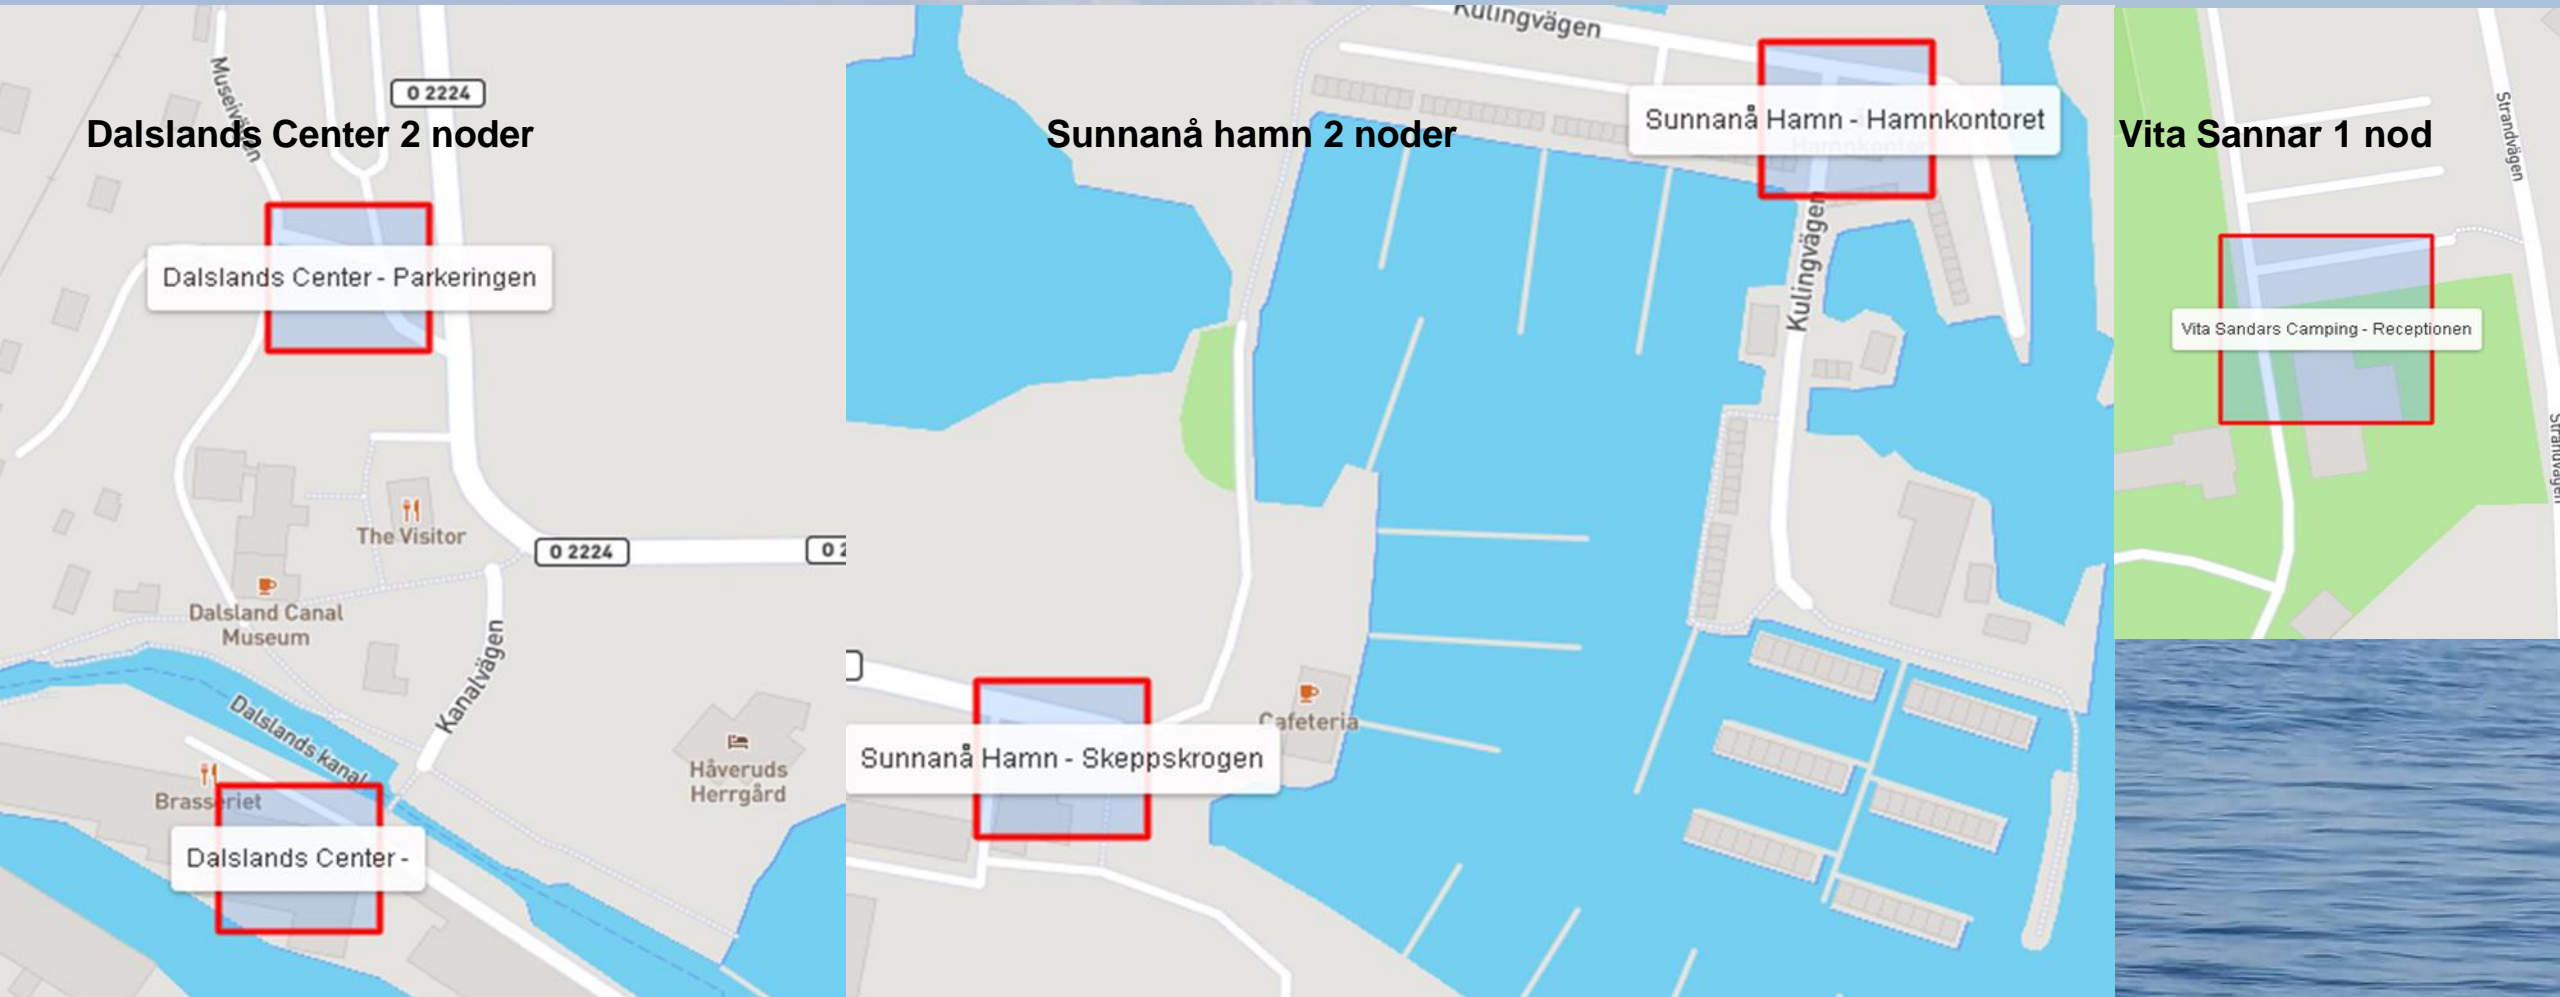 Museivägen
O 2224
Dalslands Center 2 noder
Dalslands Center - Parkeringen
The Visitor
O 2224
Dalsland Canal
Museum
Kanalvägen
Dalslands kanal
Brasseriet
Håveruds
Herrgård
Dalslands Center -
Kulingvägen
Sunnanå hamn 2 noder
Sunnanå Hamn - Hamnkontoret
Kulingvägen
Cafeteria
Sunnanå Hamn - Skeppskrogen
Vita Sannar 1 nod
Strandvägen
Vita Sandars Camping - Receptionen
Strandvägen